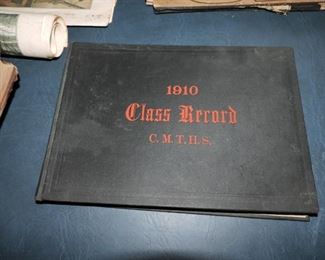 1910
Class Record
C. M. T. H. S.